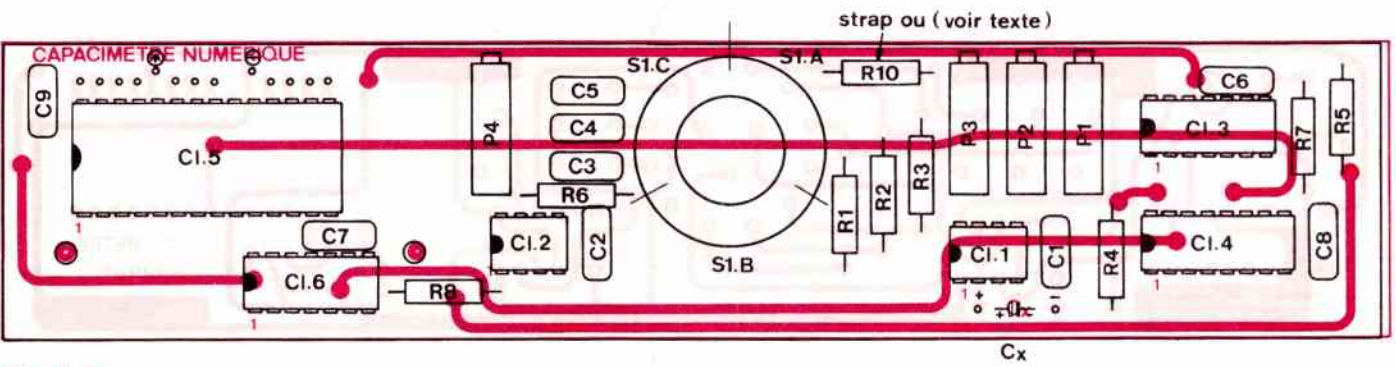 strap ou (voir texte)
CAPACIMETRE NUMERIQUE
S1.C
S1.A
R10
C9
C5
C4
C3
P4
P3
P2
P1
C6
CI.3
1
R7
R5
CI.5
1
R6
R1
R2
R3
C7
CI.2
C2
S1.B
CI.1
1
C1
R4
CI.4
1
C8
CI.6
1
R8
+
-
Cx